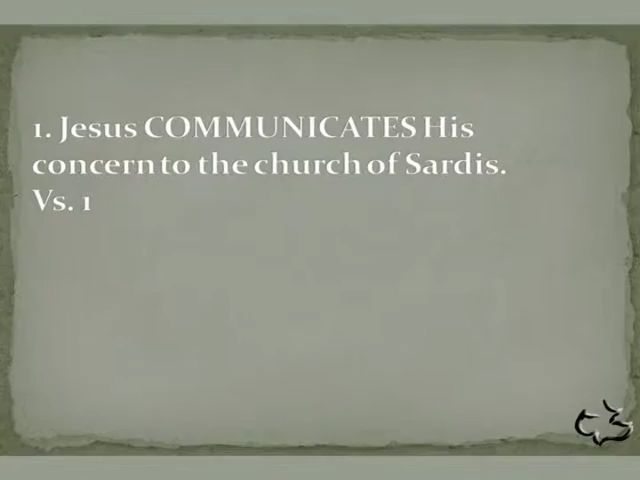 1. Jesus COMMUNICATES His
concern to the church of Sardis.
Vs. 1